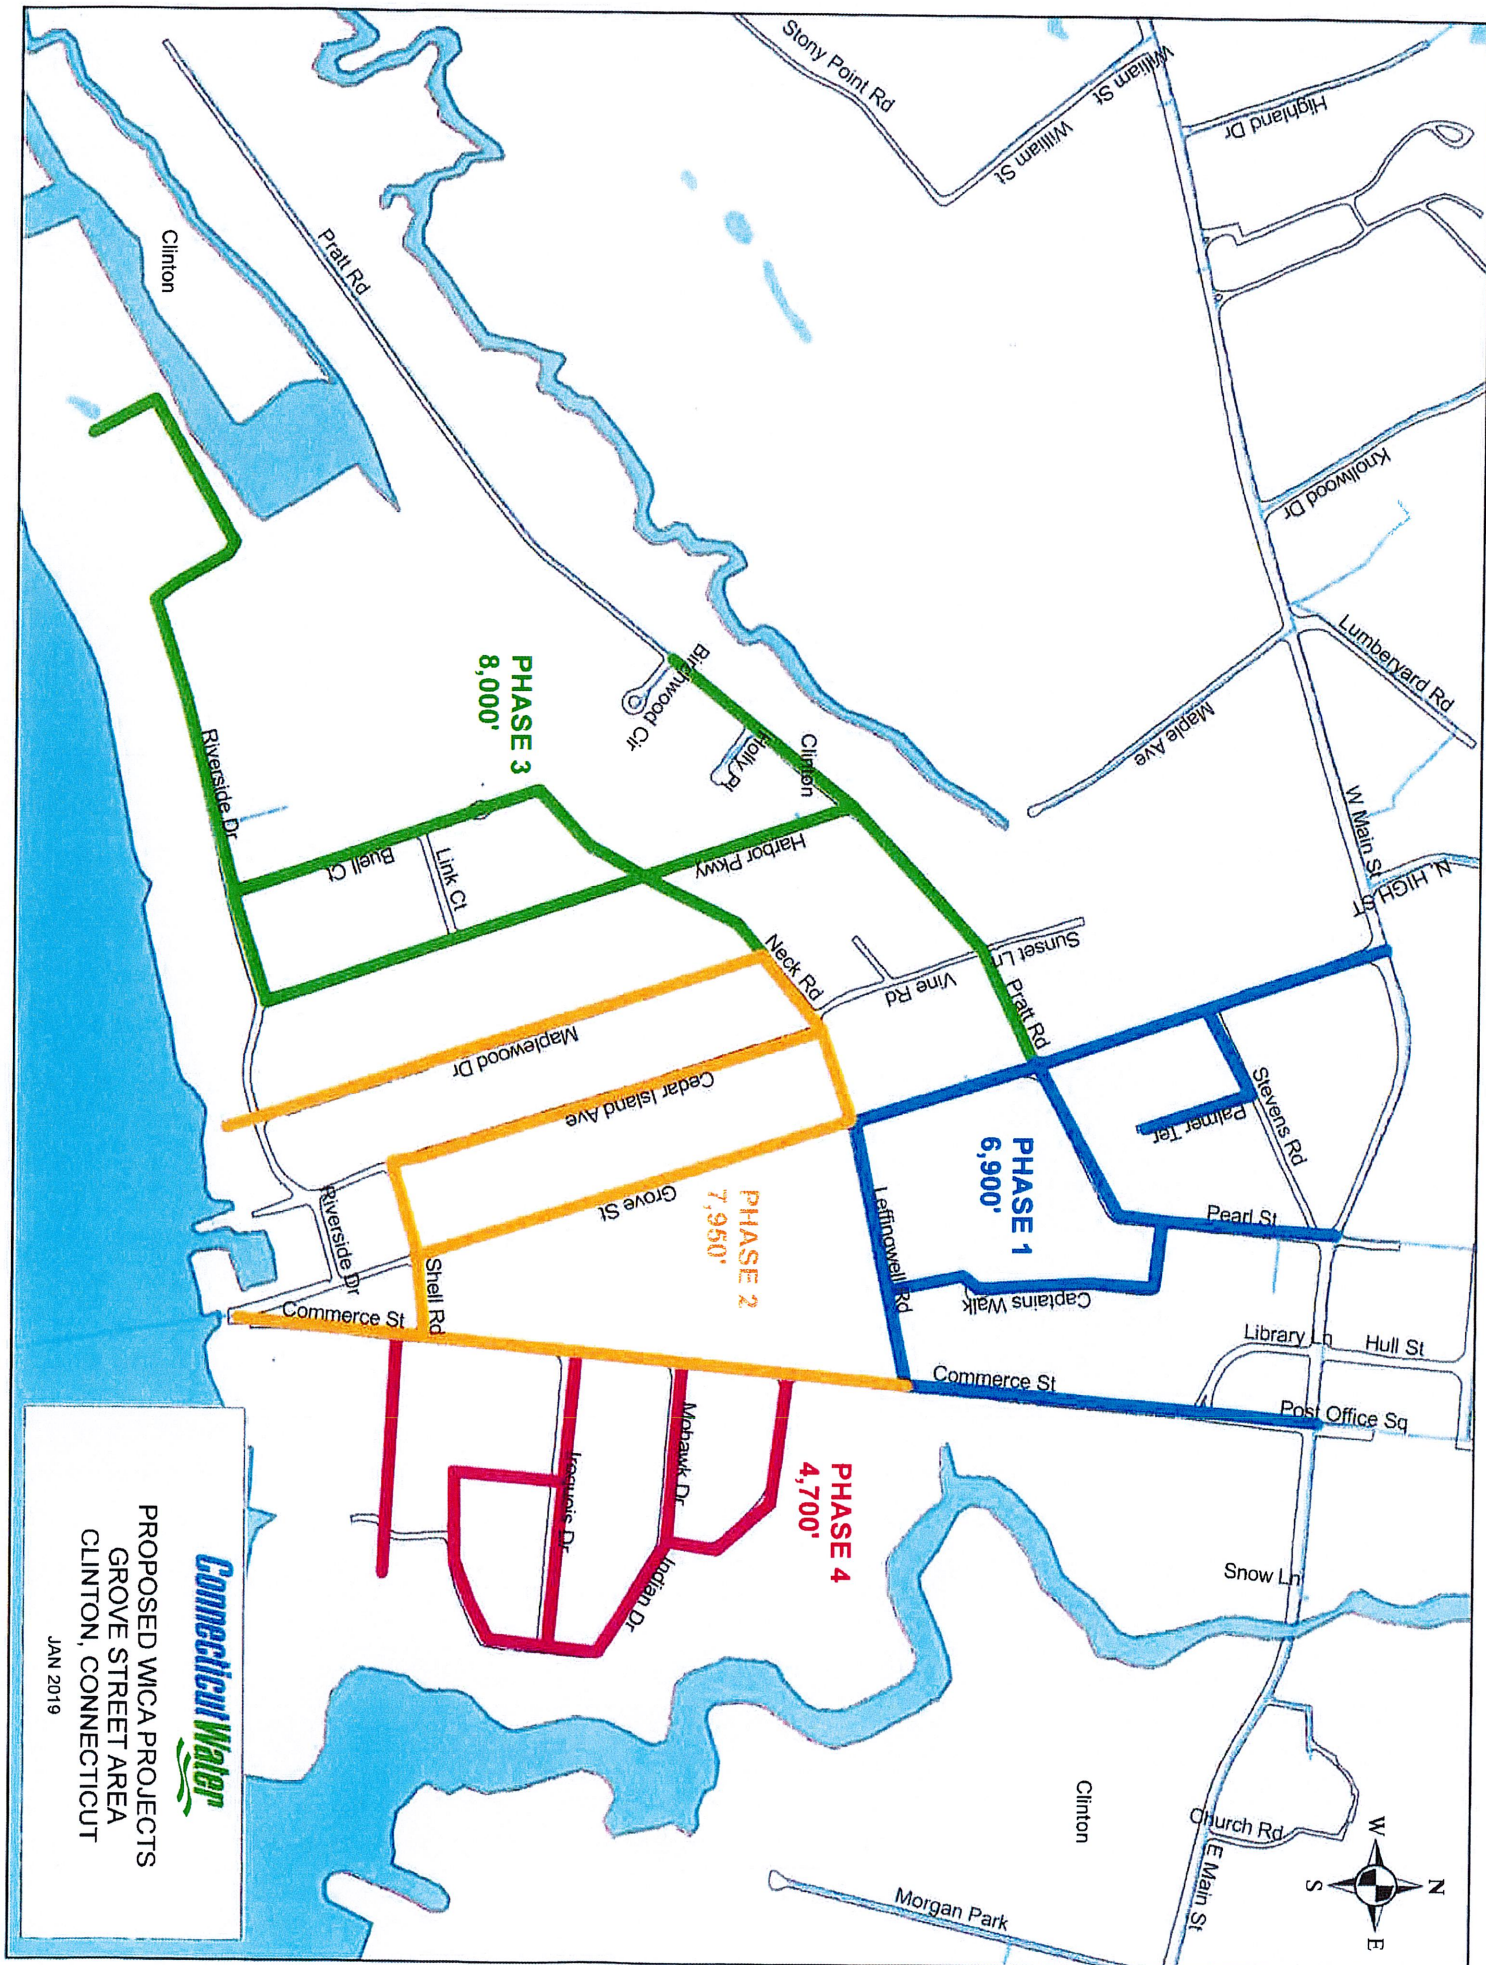 Stony Point Rd
William St
William St
Highland Dr
Knollwood Dr
Lumberyard Rd
Maple Ave
W Main St
N. HIGH ST
Clinton
Pratt Rd
Birchwood Cir
Holly Pl
Clinton
PHASE 3
8,000'
Riverside Dr
Buell Ct
Link Ct
Harbor Pkwy
Neck Rd
Vine Rd
Sunset Ln
Pratt Rd
Stevens Rd
Palmer Ter
Maplewood Dr
Cedar Island Ave
Grove St
PHASE 1
6,900'
Pearl St
Leffingwell Rd
Captains Walk
PHASE 2
7,950'
Riverside Dr
Shell Rd
Commerce St
Commerce St
Library Ln
Hull St
Post Office Sq
PHASE 4
4,700'
Mohawk Dr
Iroquois Dr
Indian Dr
Snow Ln
Clinton
Church Rd
E Main St
Morgan Park
N
W
E
S
ConnecticutWater
PROPOSED WICA PROJECTS
GROVE STREET AREA
CLINTON, CONNECTICUT
JAN 2019